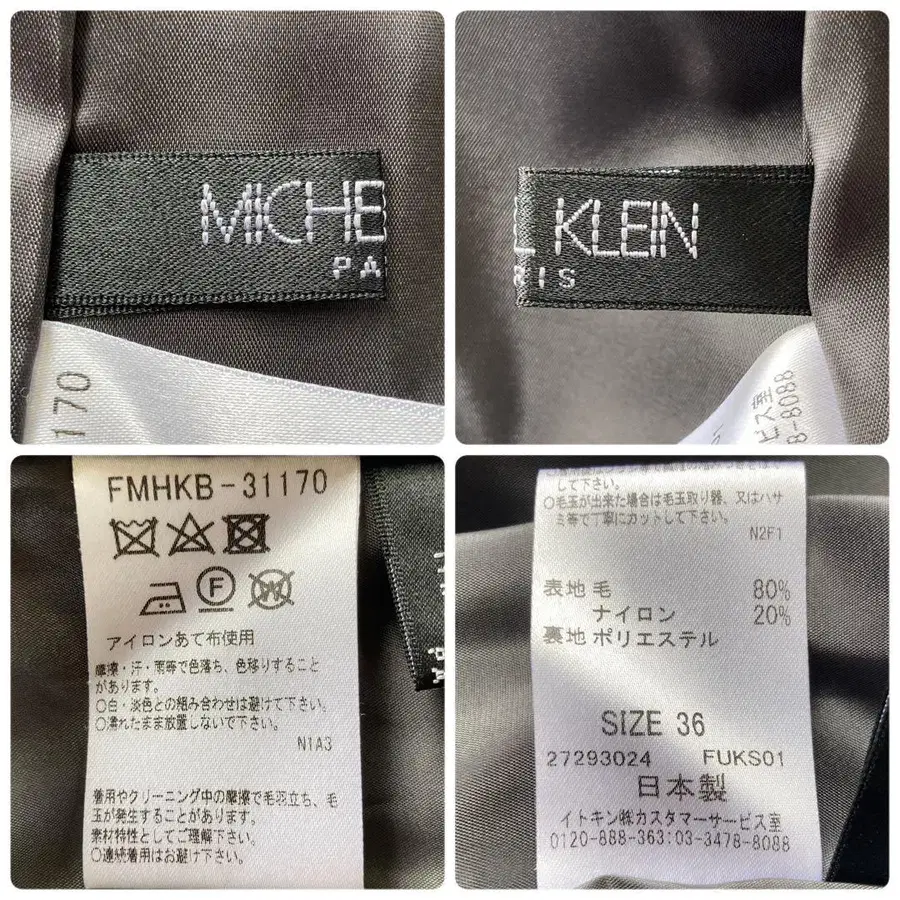 MICHE
PA
170
L KLEIN
RIS
ビス室
8-8088
FMHKB-31170
F
W
アイロンあて布使用
摩擦・汗・雨等で色落ち、色移りすること
があります。
○白・淡色との組み合わせは避けて下さい。
○濡れたまま放置しないで下さい。
N1A3
着用やクリーニング中の摩擦で毛羽立ち、毛
玉が発生することがあります。
素材特性としてご理解下さい。
○連続着用はお避け下さい。
して下さい。
○毛玉が出来た場合は毛玉取り器、又はハサ
ミ等で丁寧にカットして下さい。
N2F1
表地 毛 80%
ナイロン 20%
裏地 ポリエステル
SIZE 36
27293024 FUKS01
日本製
イトキン㈱カスタマーサービス室
0120-888-363:03-3478-8088